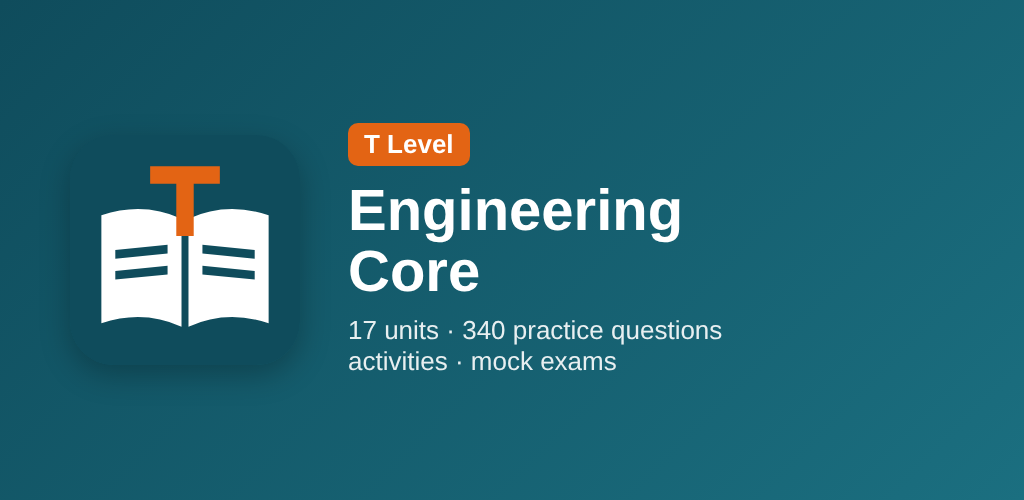 T
T Level
Engineering
Core
17 units · 340 practice questions
activities · mock exams